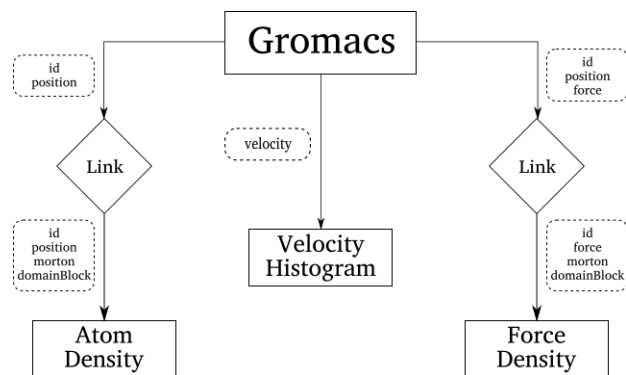 Gromacs
id
position
id
position
force
velocity
Link
Link
id
position
morton
domainBlock
id
force
morton
domainBlock
Velocity
Histogram
Atom
Density
Force
Density